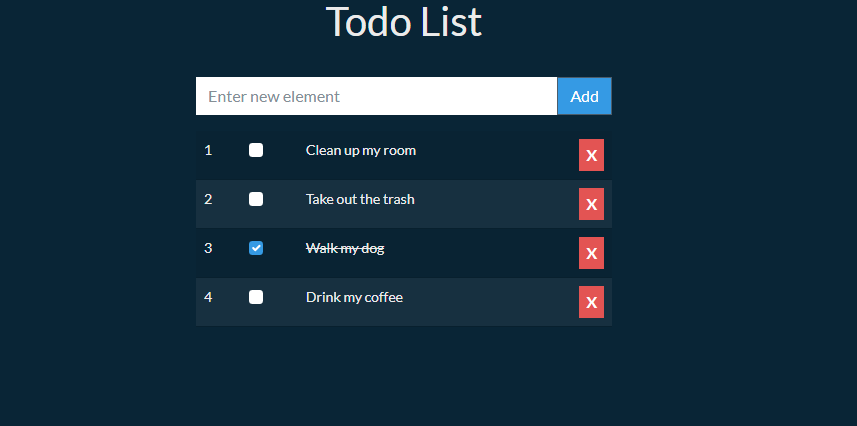 Todo List
Enter new element Add
1 Clean up my room X
2 Take out the trash X
3 Walk my dog X
4 Drink my coffee X